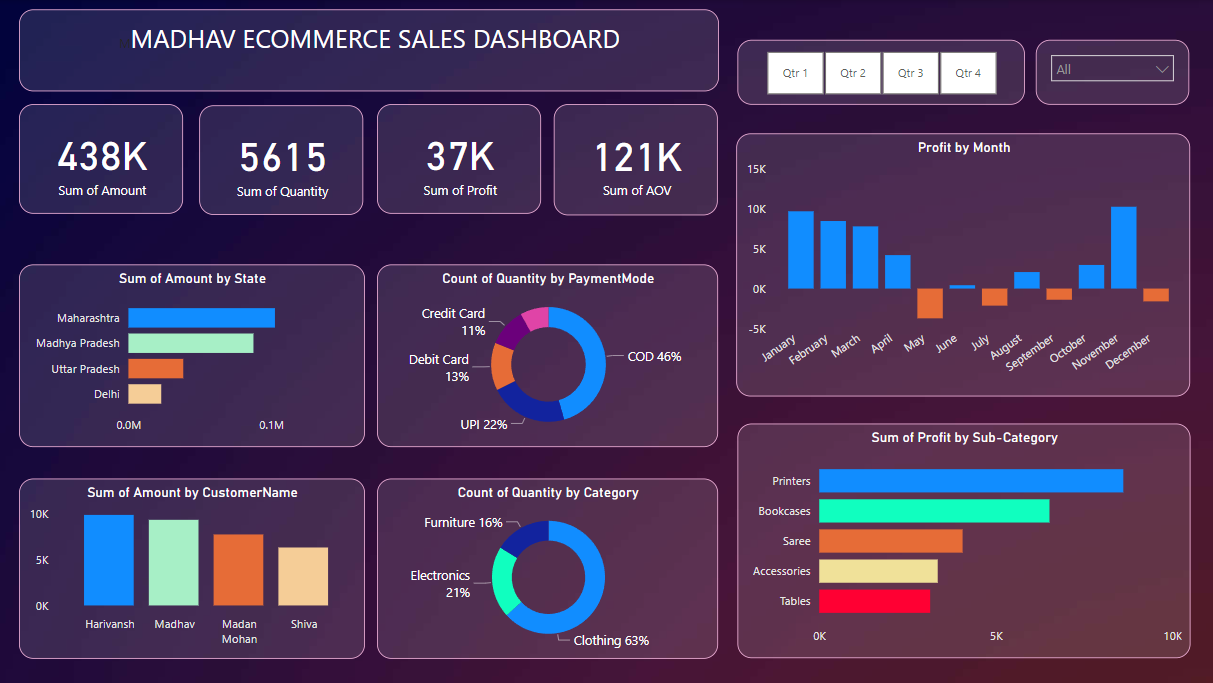 MADHAV ECOMMERCE SALES DASHBOARD
Qtr 1 Qtr 2 Qtr 3 Qtr 4
All
438K
Sum of Amount
5615
Sum of Quantity
37K
Sum of Profit
121K
Sum of AOV
Profit by Month
15K
10K
5K
0K
-5K
January February March April May June July August September October November December
Sum of Amount by State
Maharashtra
Madhya Pradesh
Uttar Pradesh
Delhi
0.0M 0.1M
Count of Quantity by PaymentMode
Credit Card
11%
Debit Card
13%
COD 46%
UPI 22%
Sum of Profit by Sub-Category
Printers
Bookcases
Saree
Accessories
Tables
0K 5K 10K
Sum of Amount by CustomerName
10K
5K
0K
Harivansh Madhav Madan Shiva
Mohan
Count of Quantity by Category
Furniture 16%
Electronics
21%
Clothing 63%